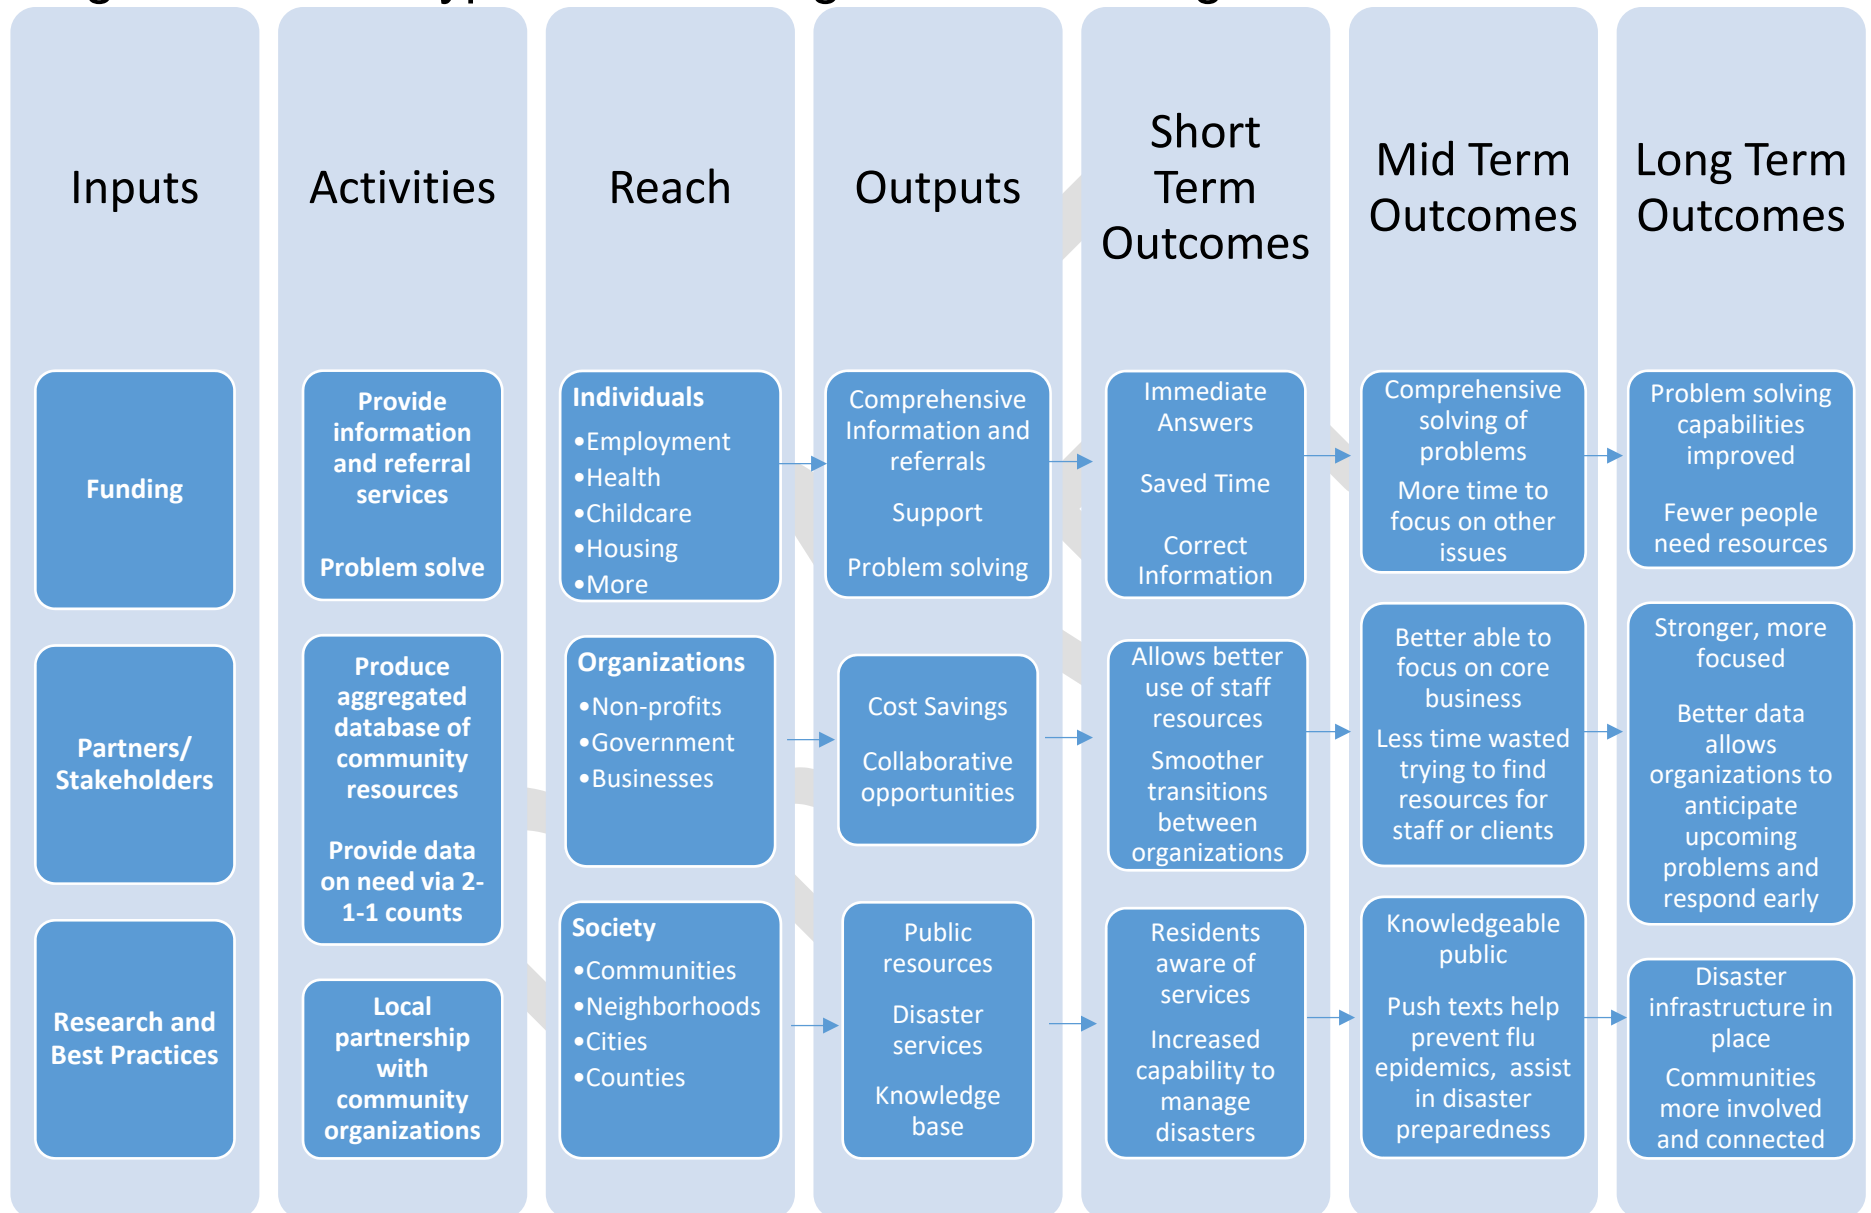 Inputs
Funding
Partners/
Stakeholders
Research and
Best Practices
Activities
Provide
information
and referral
services
Problem solve
Produce
aggregated
database of
community
resources
Provide data
on need via 2-
1-1 counts
Local
partnership
with
community
organizations
Reach
Individuals
•Employment
•Health
•Childcare
•Housing
•More
Organizations
•Non-profits
•Government
•Businesses
Society
•Communities
•Neighborhoods
•Cities
•Counties
Outputs
Comprehensive
Information and
referrals
Support
Problem solving
Cost Savings
Collaborative
opportunities
Public
resources
Disaster
services
Knowledge
base
Short
Term
Outcomes
Immediate
Answers
Saved Time
Correct
Information
Allows better
use of staff
resources
Smoother
transitions
between
organizations
Residents
aware of
services
Increased
capability to
manage
disasters
Mid Term
Outcomes
Comprehensive
solving of
problems
More time to
focus on other
issues
Better able to
focus on core
business
Less time wasted
trying to find
resources for
staff or clients
Knowledgeable
public
Push texts help
prevent flu
epidemics, assist
in disaster
preparedness
Long Term
Outcomes
Problem solving
capabilities
improved
Fewer people
need resources
Stronger, more
focused
Better data
allows
organizations to
anticipate
upcoming
problems and
respond early
Disaster
infrastructure in
place
Communities
more involved
and connected